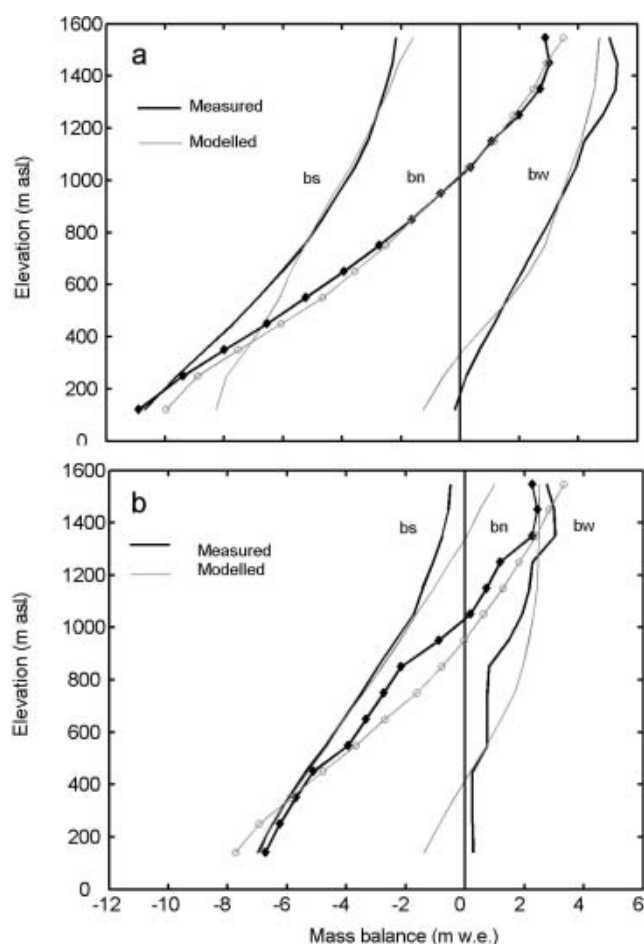 1600
a
1400
Measured
1200
Modelled
bs
bn
bw
1000
800
600
400
200
0
Elevation (m asl.)
1600
b
bs
bn
bw
1400
Measured
Modelled
1200
1000
800
600
400
200
0
Elevation (m asl.)
-12 -10 -8 -6 -4 -2 0 2 4 6
Mass balance (m w.e.)